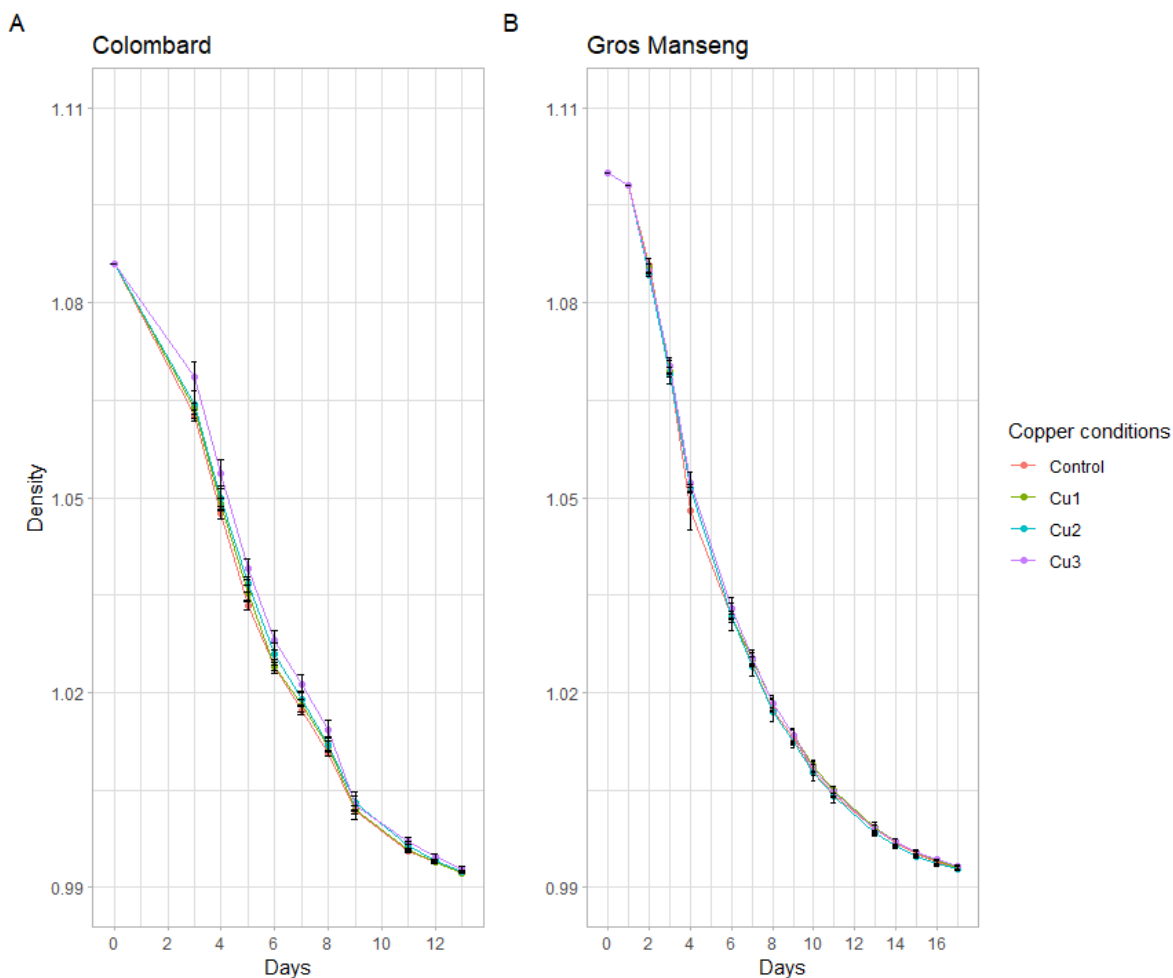 A
Colombard
B
Gros Manseng
1.11
1.08
1.05
1.02
0.99
Density
0 2 4 6 8 10 12
Days
1.11
1.08
1.05
1.02
0.99
0 2 4 6 8 10 12 14 16
Days
Copper conditions
Control
Cu1
Cu2
Cu3